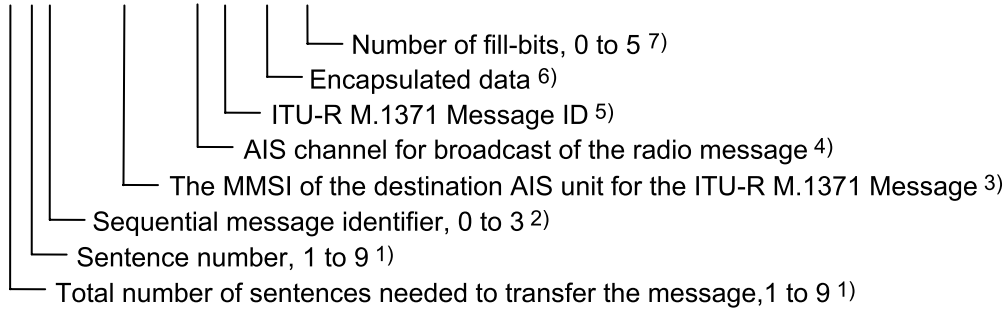 Number of fill-bits, 0 to 5 7)
Encapsulated data 6)
ITU-R M.1371 Message ID 5)
AIS channel for broadcast of the radio message 4)
The MMSI of the destination AIS unit for the ITU-R M.1371 Message 3)
Sequential message identifier, 0 to 3 2)
Sentence number, 1 to 9 1)
Total number of sentences needed to transfer the message,1 to 9 1)